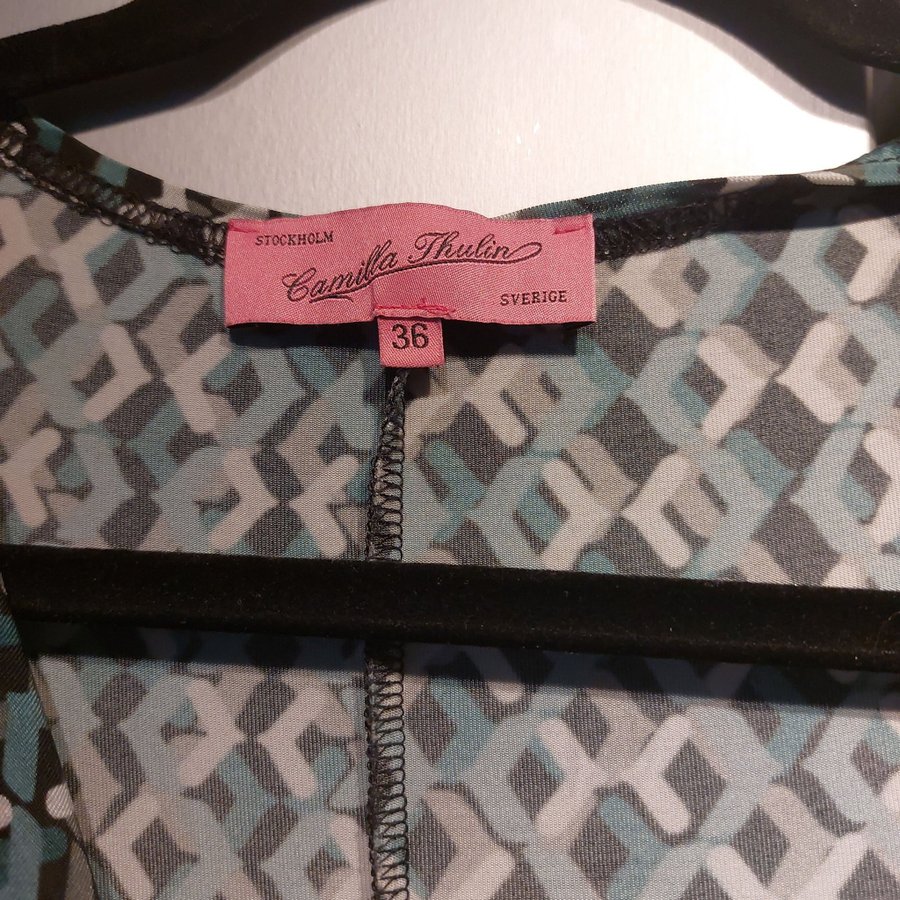 STOCKHOLM
Camilla Thulin
SVERIGE
36